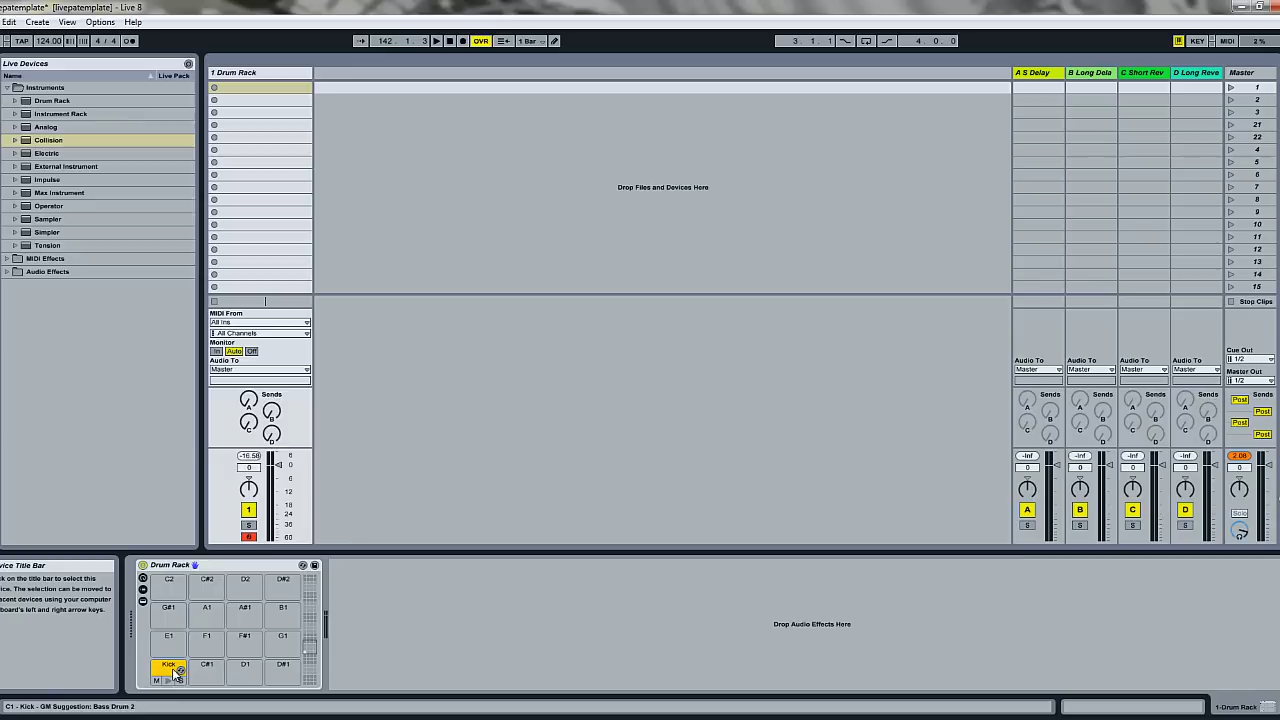 epatemplate* [livepatemplate] - Live 8
Edit Create View Options Help
TAP 124.00 4 / 4 142 . 1 . 3 OVR 1 Bar 3 . 1 . 1 4 . 0 . 0 KEY MIDI 2 %
Live Devices
Name Live Pack
Instruments
Drum Rack
Instrument Rack
Analog
Collision
Electric
External Instrument
Impulse
Max Instrument
Operator
Sampler
Simpler
Tension
MIDI Effects
Audio Effects
1 Drum Rack
A S Delay B Long Dela C Short Rev D Long Reve Master
1
2
3
21
22
4
5
6
7
8
9
10
11
12
13
14
15
Drop Files and Devices Here
Stop Clips
MIDI From
All Ins
All Channels
Monitor
In Auto Off
Audio To
Master
Audio To Audio To Audio To Audio To
Master Master Master Master
Cue Out
1/2
Master Out
1/2
Sends Sends Sends Sends Sends Sends
A B C D
A B C D
A B C D
A B C D
A B C D
Post
Post
Post
Post
-16.58 6
0 0
6
12
18
24
36
60
1
S
-Inf -Inf -Inf -Inf 2.08
0 0 0 0 0
A B C D Solo
S S S S
vice Title Bar
k on the title bar to select this
ice. The selection can be moved to
scent devices using your computer
board's left and right arrow keys.
Drum Rack
C2 C#2 D2 D#2
G#1 A1 A#1 B1
E1 F1 F#1 G1
Kick C#1 D1 D#1
M S
Drop Audio Effects Here
C1 - Kick - GM Suggestion: Bass Drum 2
1-Drum Rack